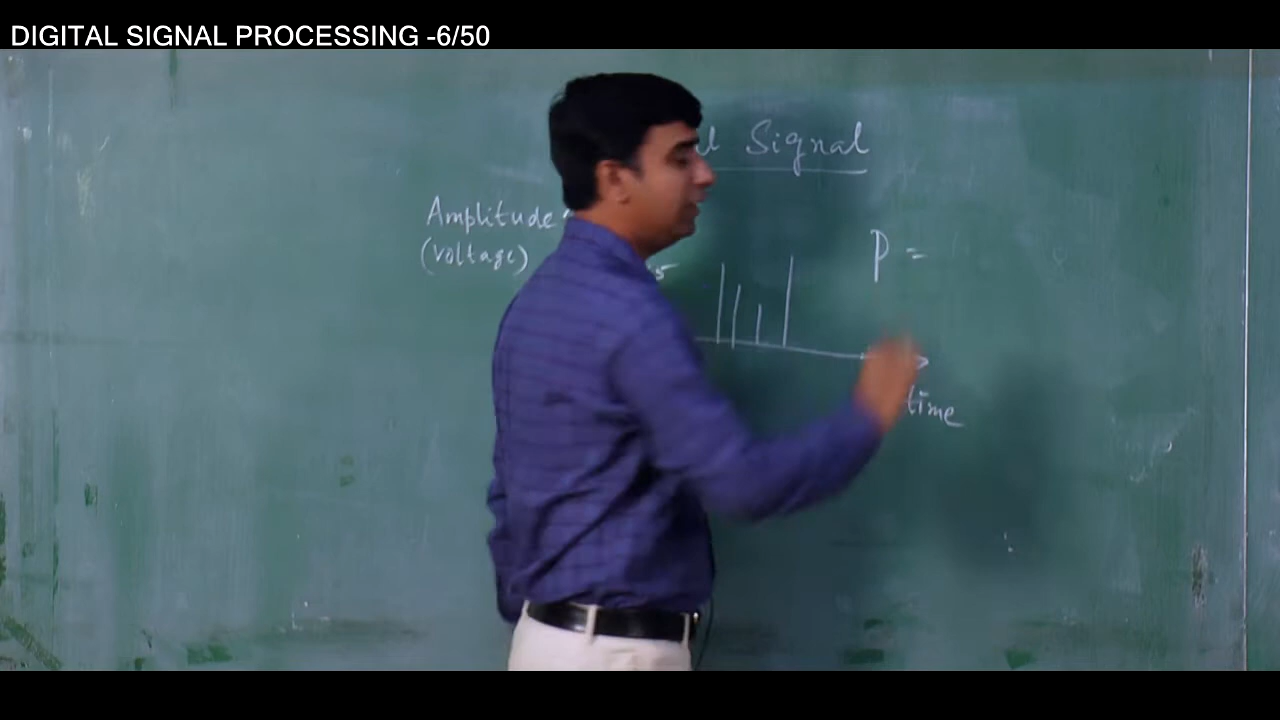 DIGITAL SIGNAL PROCESSING -6/50
Signal
Amplitude
(voltage)
P =
time